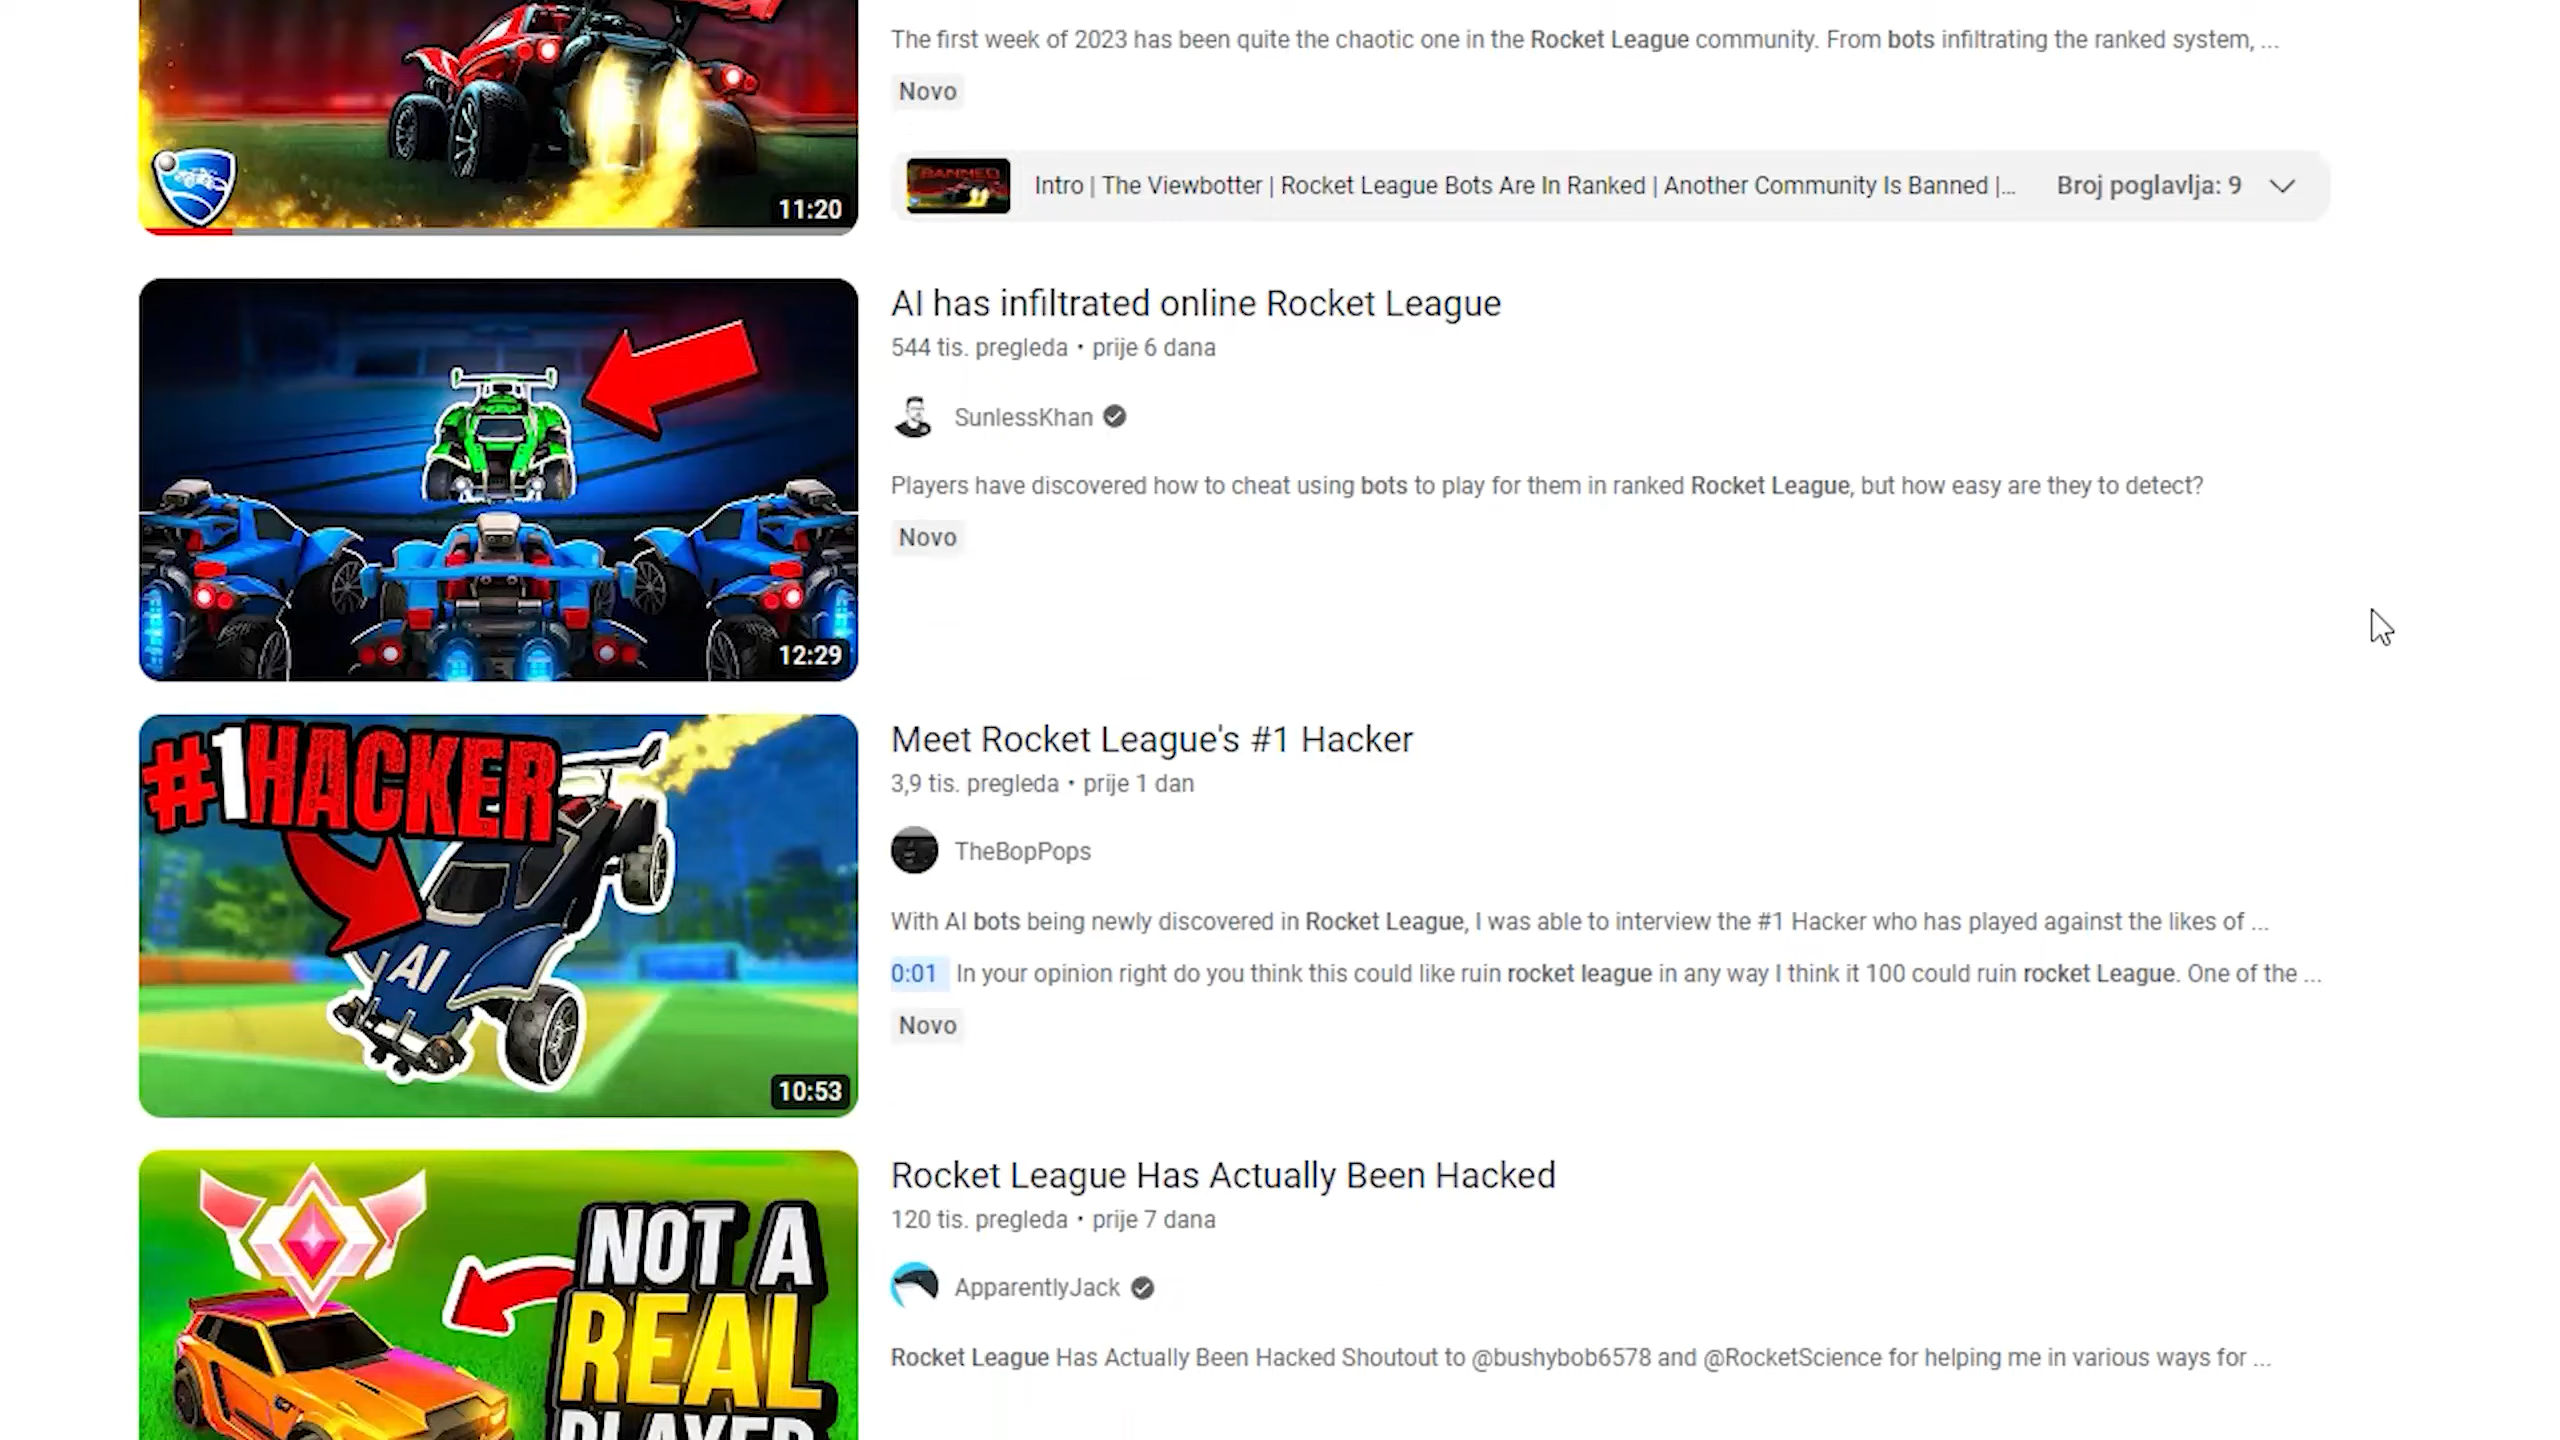 The first week of 2023 has been quite the chaotic one in the Rocket League community. From bots infiltrating the ranked system, ...
Novo
BANNED
Intro | The Viewbotter | Rocket League Bots Are In Ranked | Another Community Is Banned |...
Broj poglavlja: 9
11:20
AI has infiltrated online Rocket League
544 tis. pregleda • prije 6 dana
SunlessKhan
Players have discovered how to cheat using bots to play for them in ranked Rocket League, but how easy are they to detect?
Novo
12:29
#1HACKER
AI
10:53
Meet Rocket League's #1 Hacker
3,9 tis. pregleda • prije 1 dan
TheBopPops
With AI bots being newly discovered in Rocket League, I was able to interview the #1 Hacker who has played against the likes of ...
0:01 In your opinion right do you think this could like ruin rocket league in any way I think it 100 could ruin rocket League. One of the ...
Novo
NOT A
REAL
PLAYER
Rocket League Has Actually Been Hacked
120 tis. pregleda • prije 7 dana
ApparentlyJack
Rocket League Has Actually Been Hacked Shoutout to @bushybob6578 and @RocketScience for helping me in various ways for ...